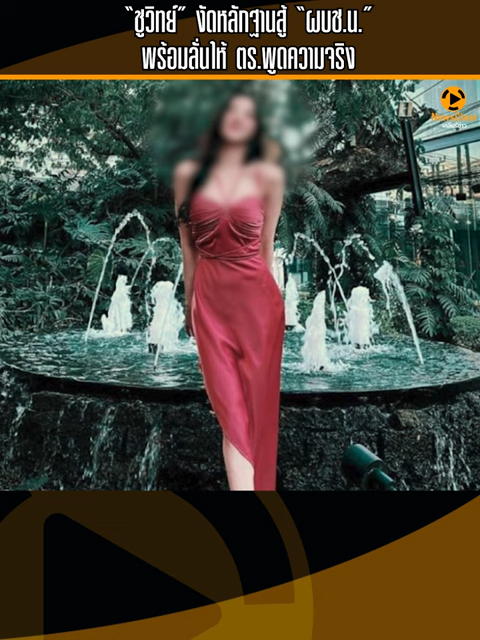 “ชูวิทย์” งัดหลักฐานสู้ “ผบช.น.”
พร้อมลั่นให้ ตร.พูดความจริง